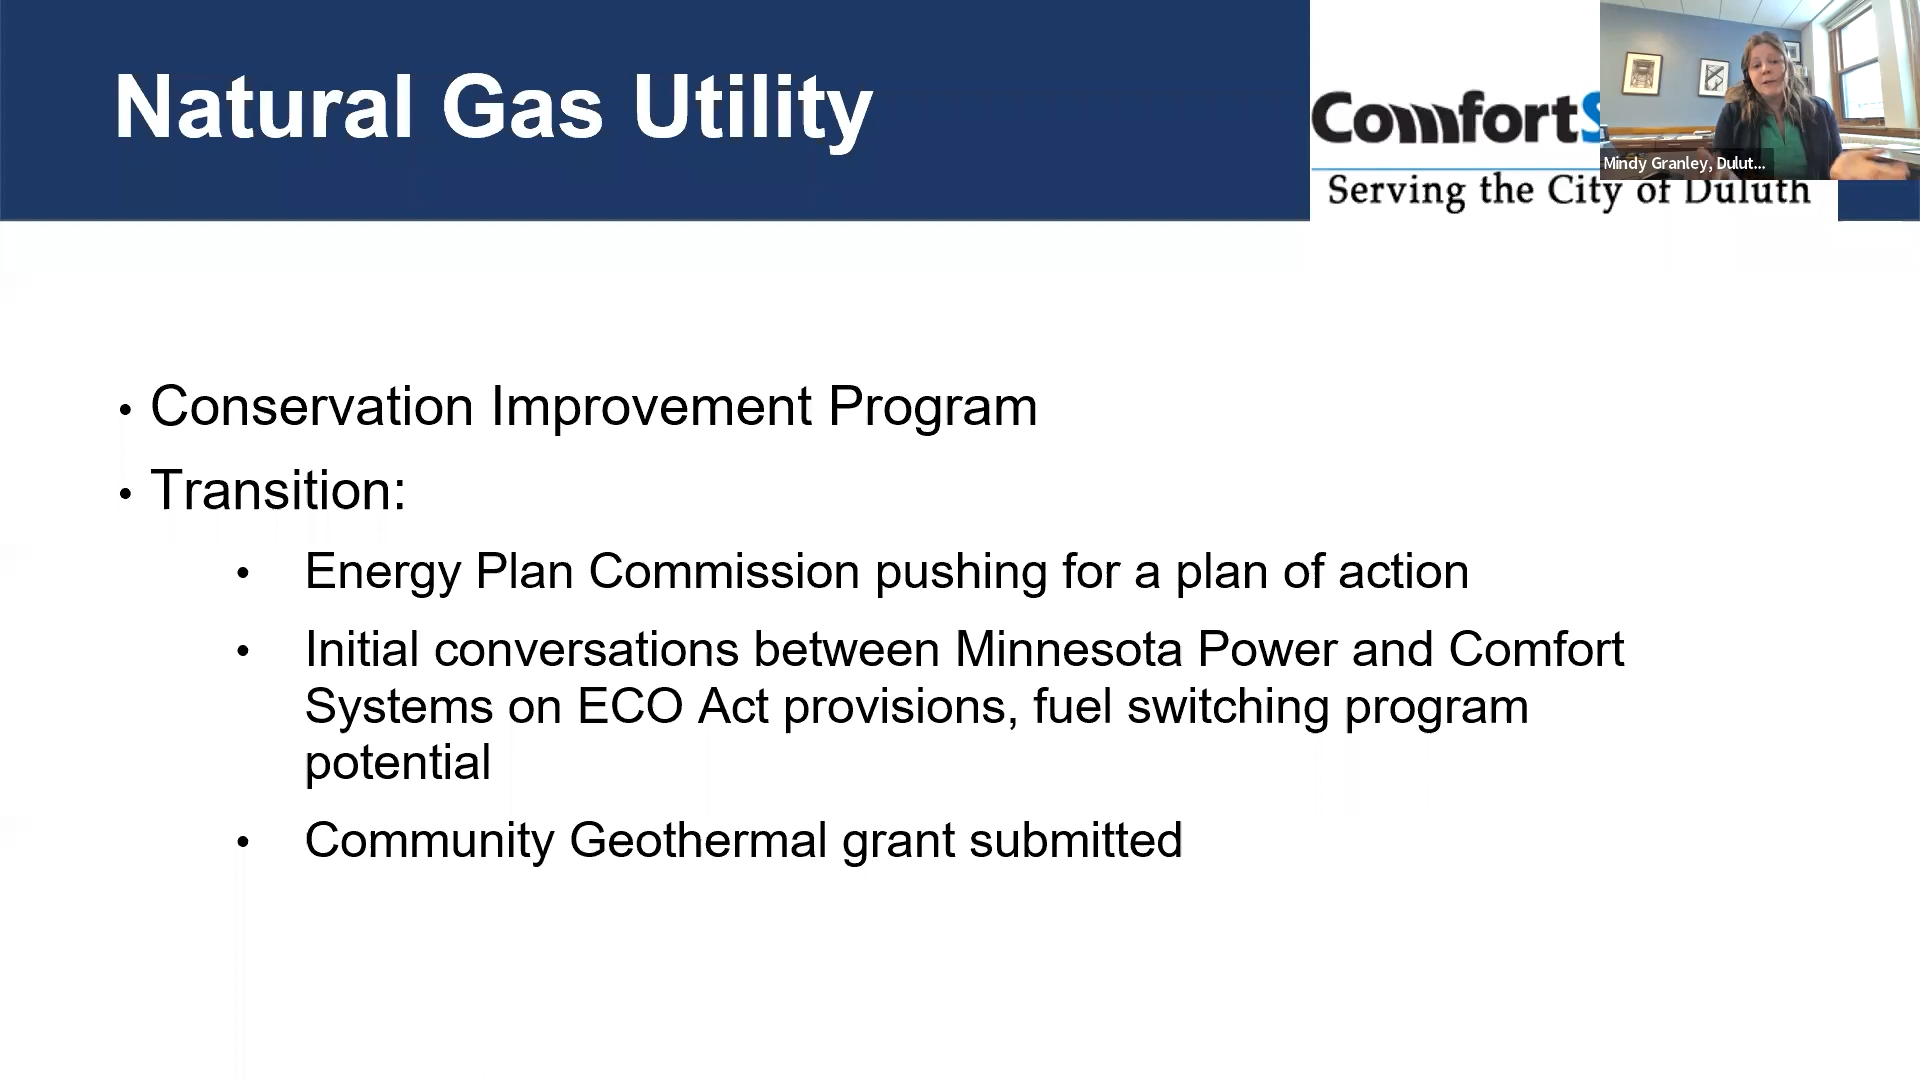 Natural Gas Utility
ComfortS
Mindy Granley, Dulut...
Serving the City of Duluth
• Conservation Improvement Program
• Transition:
• Energy Plan Commission pushing for a plan of action
• Initial conversations between Minnesota Power and Comfort
Systems on ECO Act provisions, fuel switching program
potential
• Community Geothermal grant submitted